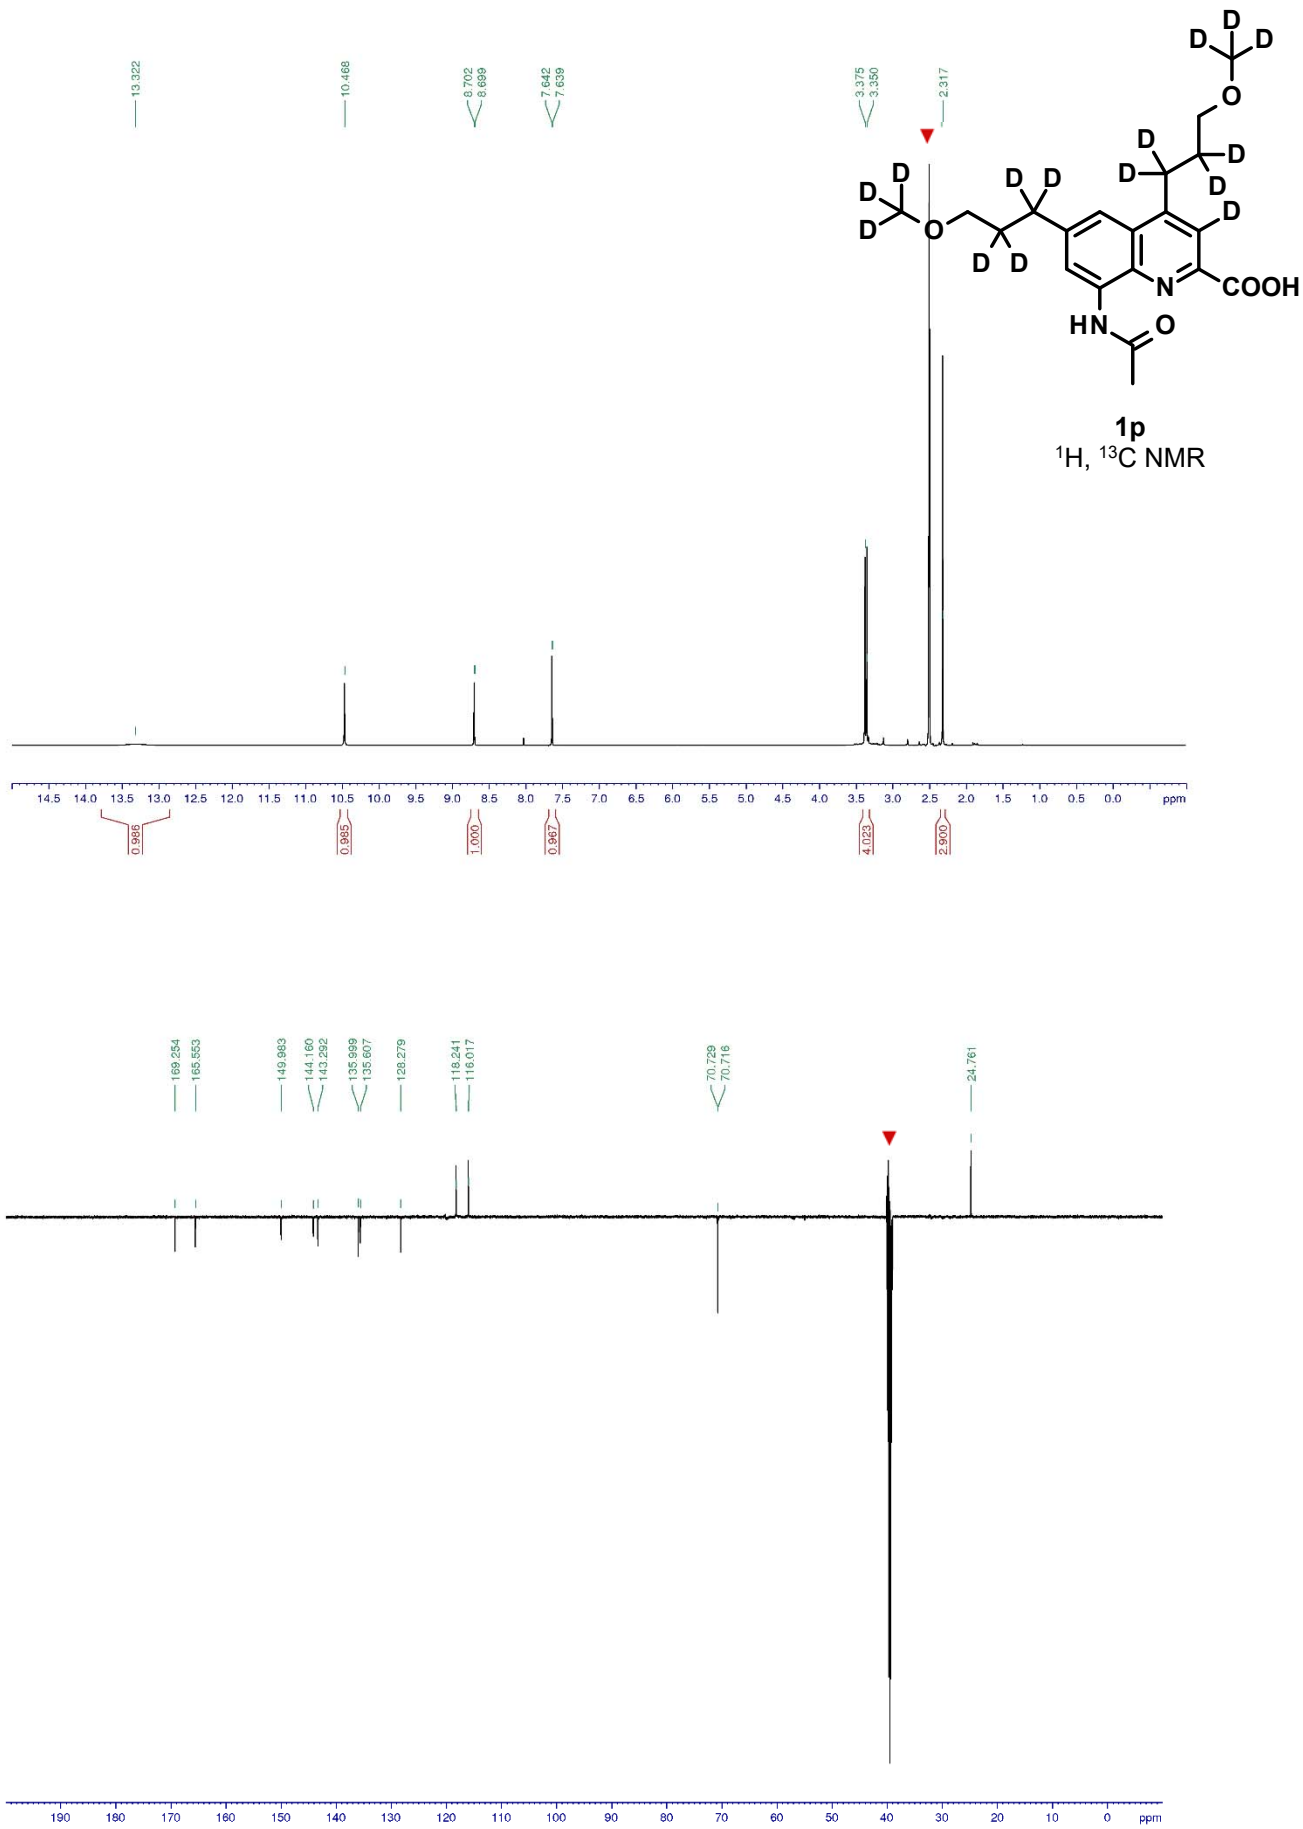 13.322
10.468
8.702
8.699
7.642
7.639
3.375
3.350
2.317
D
D D
O
D
D D
D
D
D D D
D O
D D
D
N COOH
HN O
1p
¹H, ¹³C NMR
14.5 14.0 13.5 13.0 12.5 12.0 11.5 11.0 10.5 10.0 9.5 9.0 8.5 8.0 7.5 7.0 6.5 6.0 5.5 5.0 4.5 4.0 3.5 3.0 2.5 2.0 1.5 1.0 0.5 0.0 ppm
0.986
0.985
1.000
0.967
4.023
2.900
169.254
165.553
149.983
144.160
143.292
135.999
135.607
128.279
118.241
116.017
70.729
70.716
24.761
190 180 170 160 150 140 130 120 110 100 90 80 70 60 50 40 30 20 10 0 ppm